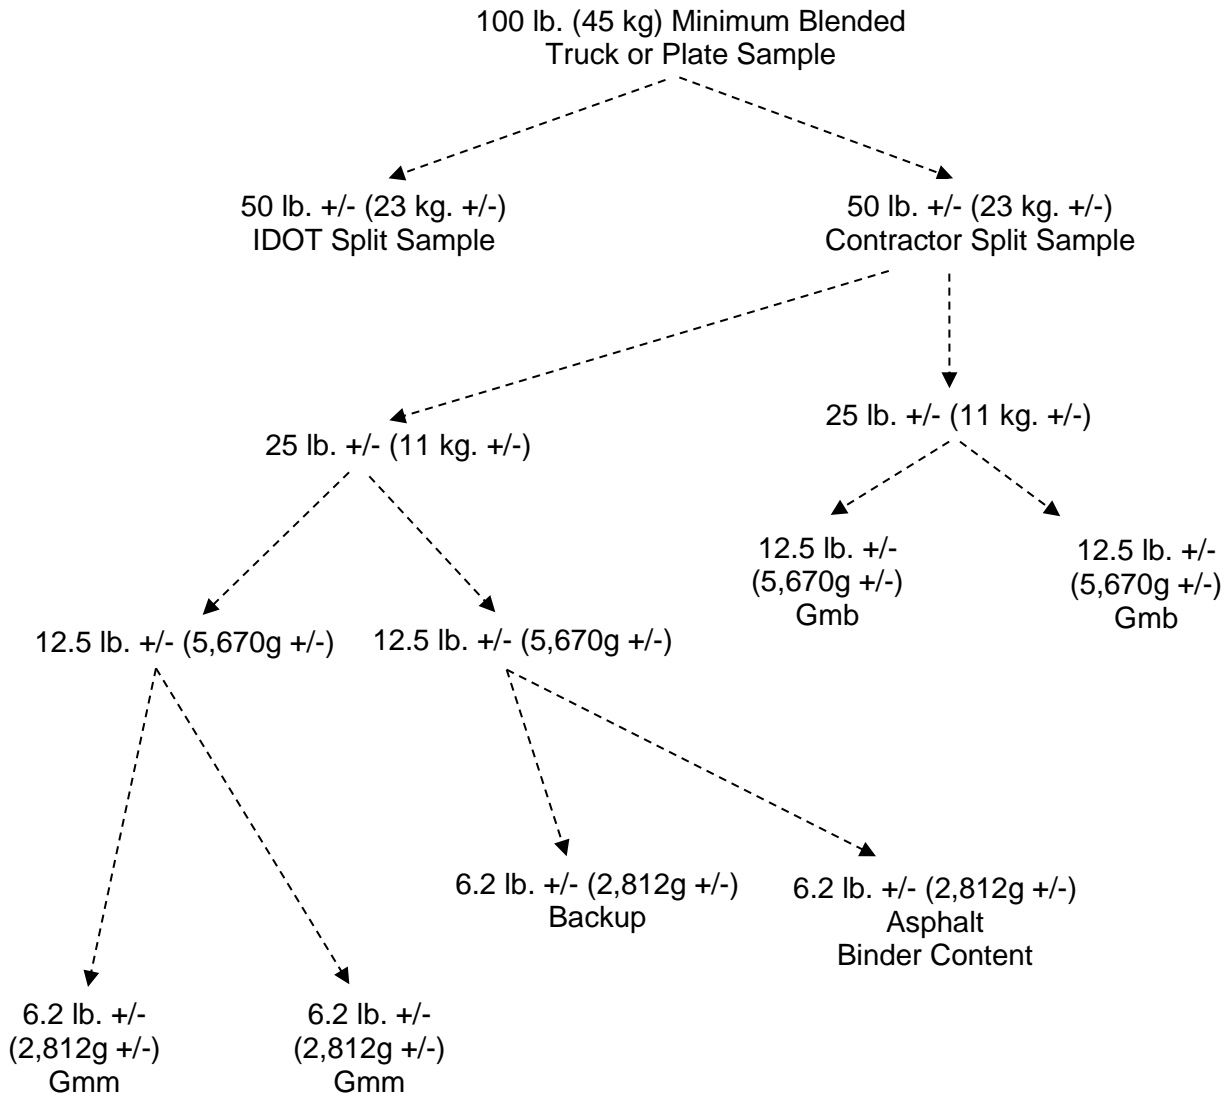 100 lb. (45 kg) Minimum Blended
Truck or Plate Sample
50 lb. +/- (23 kg. +/-)
IDOT Split Sample
50 lb. +/- (23 kg. +/-)
Contractor Split Sample
25 lb. +/- (11 kg. +/-)
25 lb. +/- (11 kg. +/-)
12.5 lb. +/-
(5,670g +/-)
Gmb
12.5 lb. +/-
(5,670g +/-)
Gmb
12.5 lb. +/- (5,670g +/-)
12.5 lb. +/- (5,670g +/-)
6.2 lb. +/- (2,812g +/-)
Backup
6.2 lb. +/- (2,812g +/-)
Asphalt
Binder Content
6.2 lb. +/-
(2,812g +/-)
Gmm
6.2 lb. +/-
(2,812g +/-)
Gmm